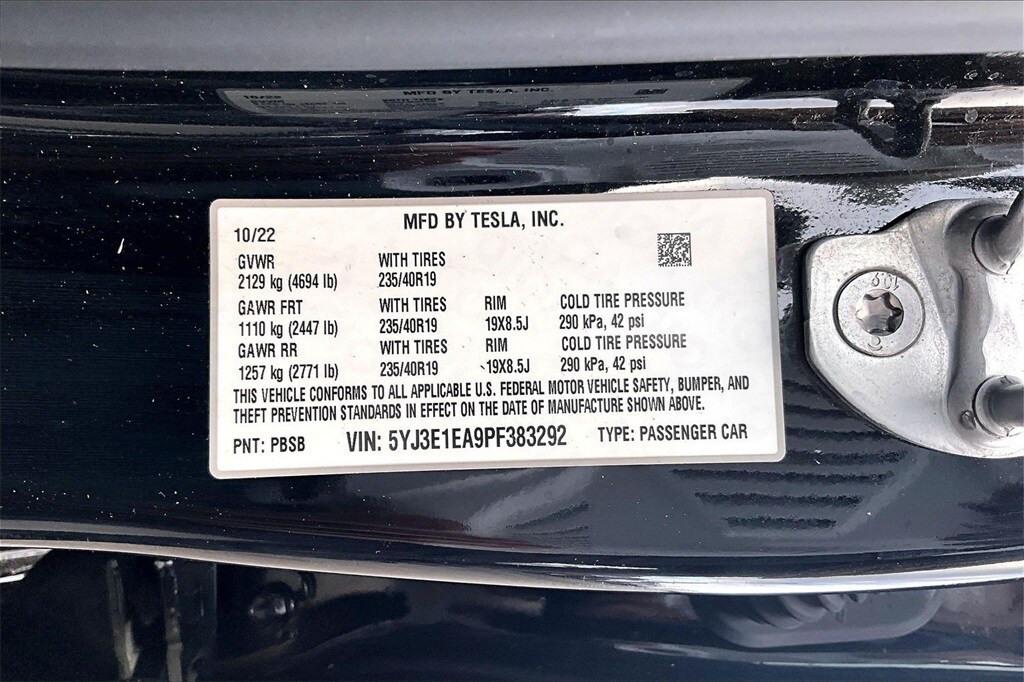 MFD BY TESLA, INC.
10/22
GVWR WITH TIRES
2129 kg (4694 lb) 235/40R19
GAWR FRT WITH TIRES RIM COLD TIRE PRESSURE
1110 kg (2447 lb) 235/40R19 19X8.5J 290 kPa, 42 psi
GAWR RR WITH TIRES RIM COLD TIRE PRESSURE
1257 kg (2771 lb) 235/40R19 19X8.5J 290 kPa, 42 psi
THIS VEHICLE CONFORMS TO ALL APPLICABLE U.S. FEDERAL MOTOR VEHICLE SAFETY, BUMPER, AND
THEFT PREVENTION STANDARDS IN EFFECT ON THE DATE OF MANUFACTURE SHOWN ABOVE.
PNT: PBSB VIN: 5YJ3E1EA9PF383292 TYPE: PASSENGER CAR